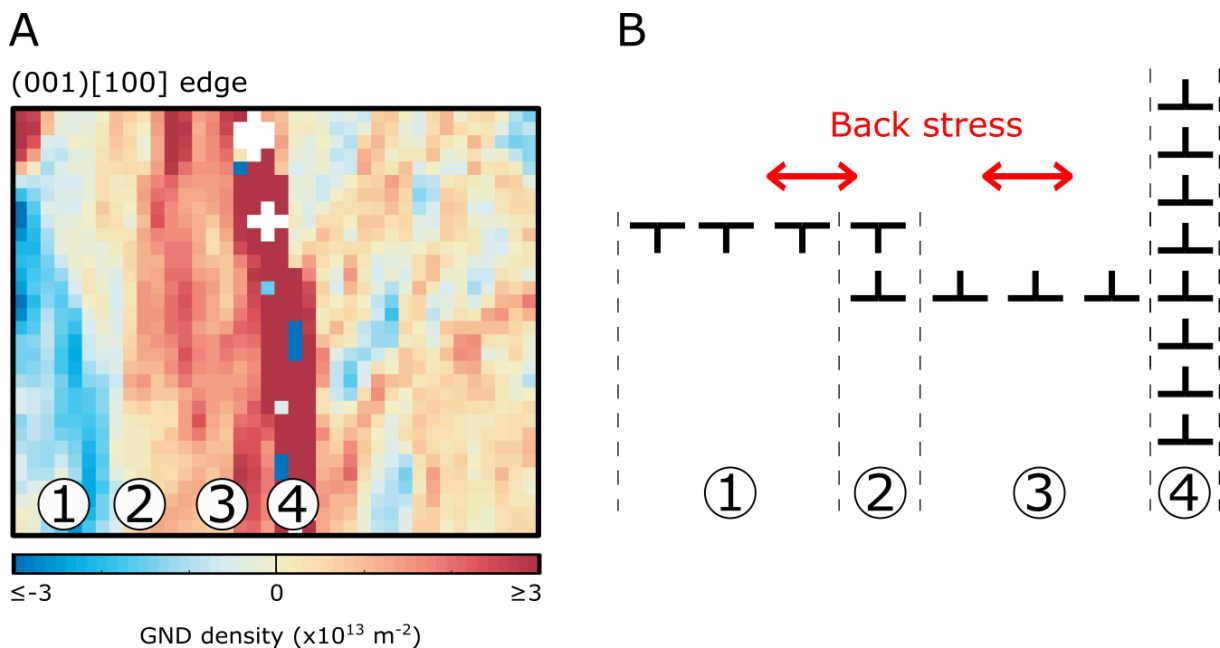 A
(001)[100] edge
1 2 3 4
≤-3 0 ≥3
GND density (x10¹³ m⁻²)
B
Back stress
1 2 3 4